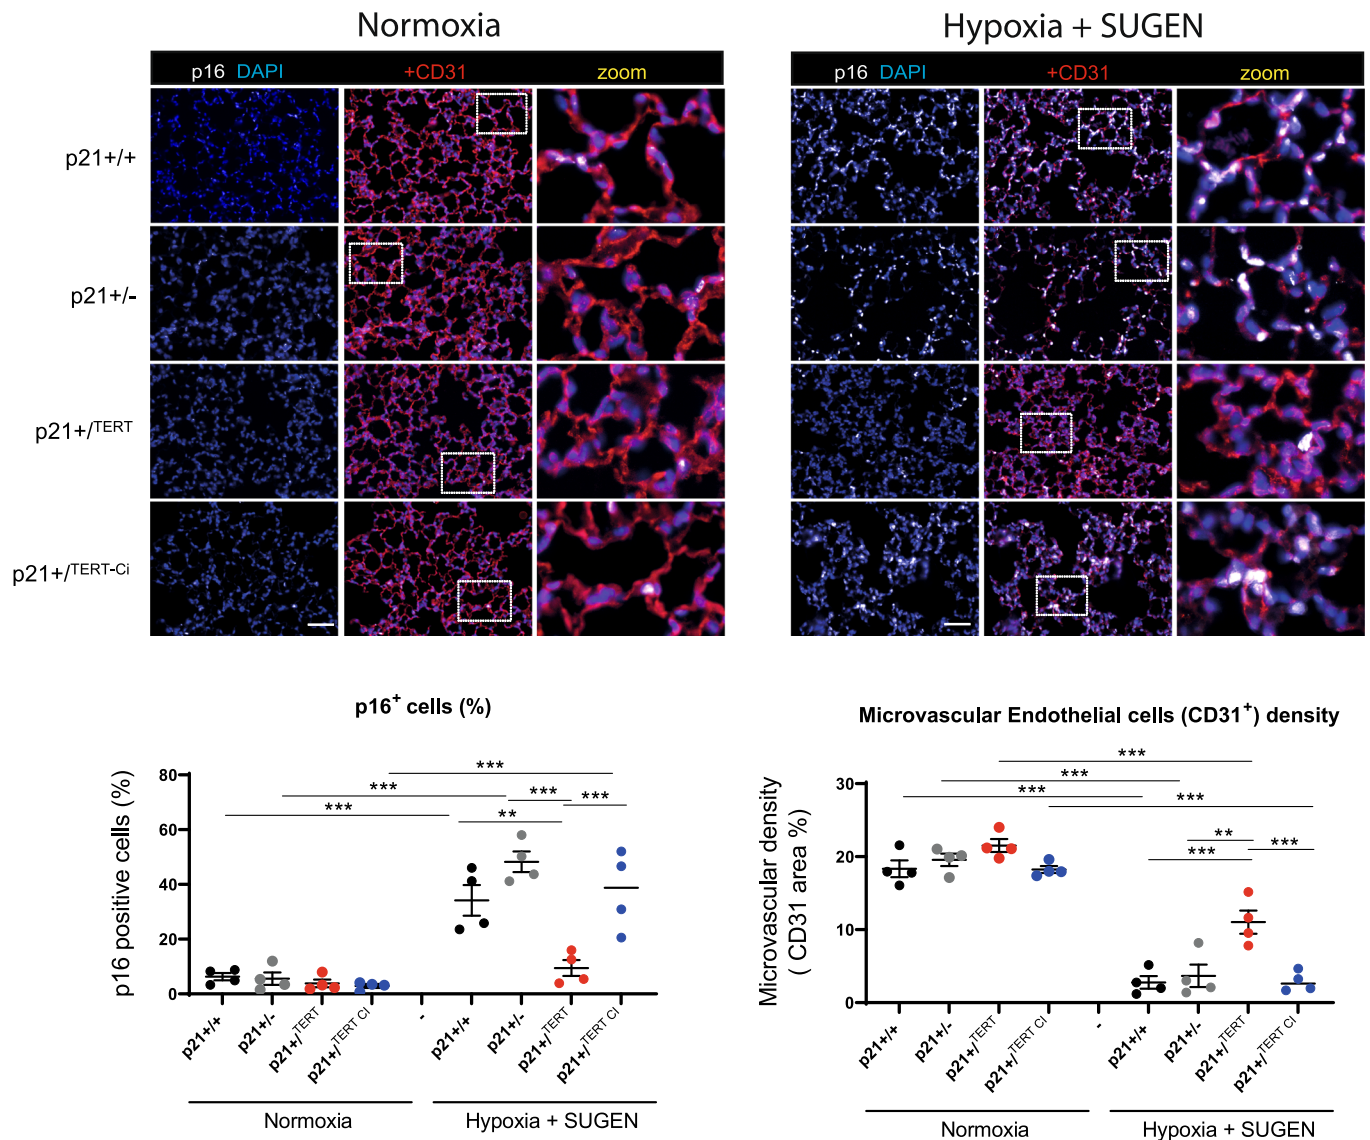 Normoxia
Hypoxia + SUGEN
p16 DAPI +CD31 zoom
p16 DAPI +CD31 zoom
p21+/+
p21+/-
p21+/TERT
p21+/TERT-Ci
p16+ cells (%)
p16 positive cells (%)
80
60
40
20
0
*** *** *** *** ** ***
p21+/+ p21+/- p21+/TERT p21+/TERT CI - p21+/+ p21+/- p21+/TERT p21+/TERT CI
Normoxia Hypoxia + SUGEN
Microvascular Endothelial cells (CD31+) density
Microvascular density
( CD31 area %)
30
20
10
0
*** *** *** *** ** *** ***
p21+/+ p21+/- p21+/TERT p21+/TERT CI - p21+/+ p21+/- p21+/TERT p21+/TERT CI
Normoxia Hypoxia + SUGEN